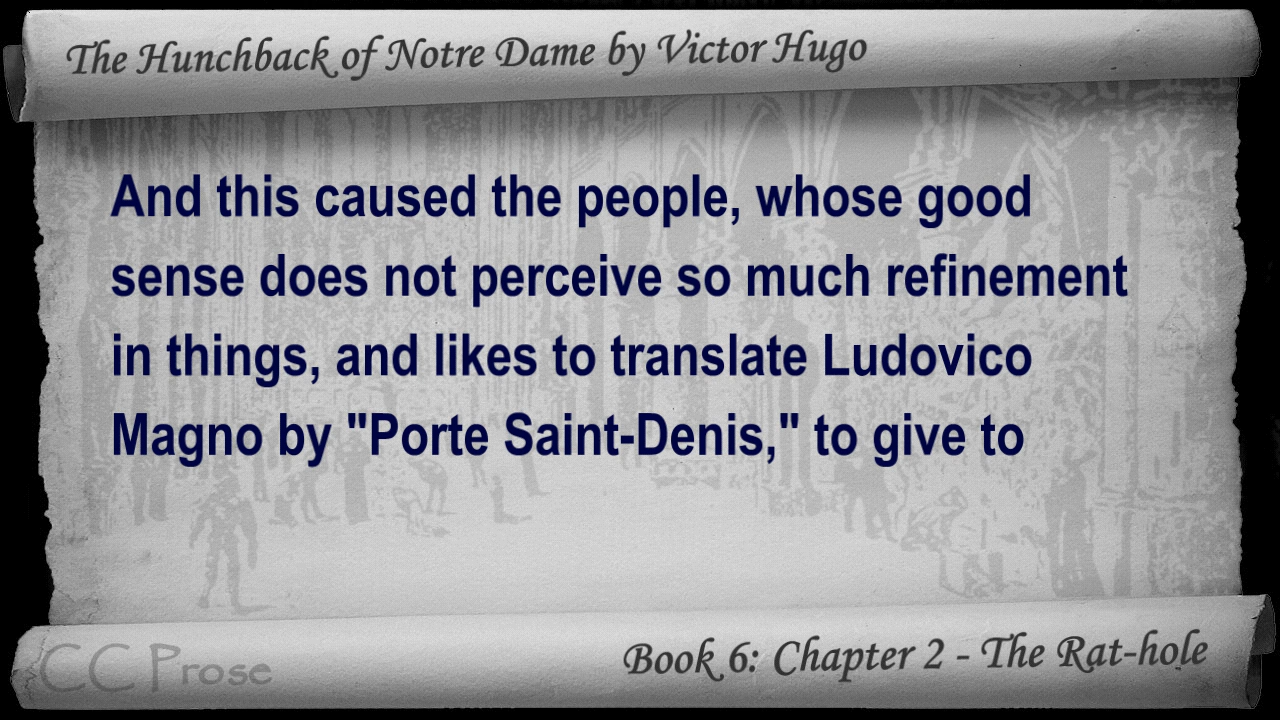 The Hunchback of Notre Dame by Victor Hugo
And this caused the people, whose good
sense does not perceive so much refinement
in things, and likes to translate Ludovico
Magno by "Porte Saint-Denis," to give to
CC Prose
Book 6: Chapter 2 - The Rat-hole